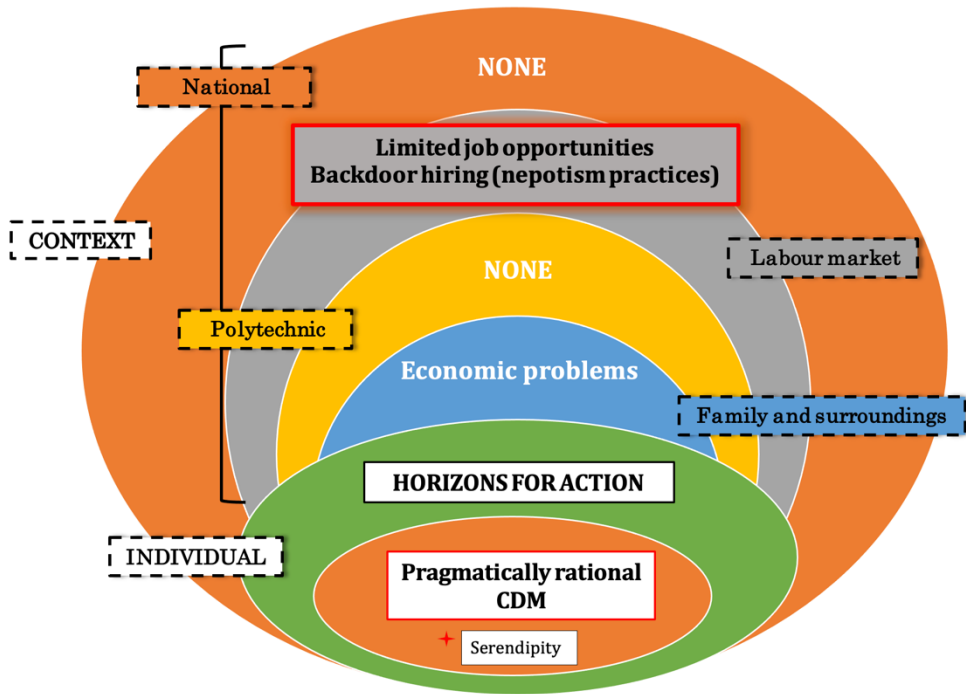 NONE
National
Limited job opportunities
Backdoor hiring (nepotism practices)
CONTEXT
Labour market
NONE
Polytechnic
Economic problems
Family and surroundings
HORIZONS FOR ACTION
INDIVIDUAL
Pragmatically rational
CDM
Serendipity